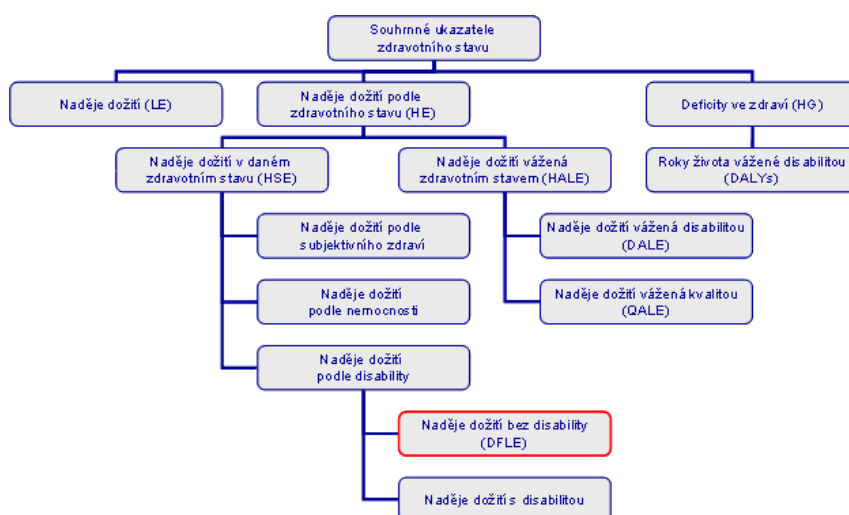 Souhrnné ukazatele
zdravotního stavu
Naděje dožití (LE)
Naděje dožití podle
zdravotního stavu (HE)
Deficity ve zdraví (HG)
Naděje dožití v daném
zdravotním stavu (HSE)
Naděje dožití vážená
zdravotním stavem (HALE)
Roky života vážené disabilitou
(DALYs)
Naděje dožití podle
subjektivního zdraví
Naděje dožití vážená disabilitou
(DALE)
Naděje dožití
podle nemocnosti
Naděje dožití vážená kvalitou
(QALE)
Naděje dožití
podle disability
Naděje dožití bez disability
(DFLE)
Naděje dožití s disabilitou